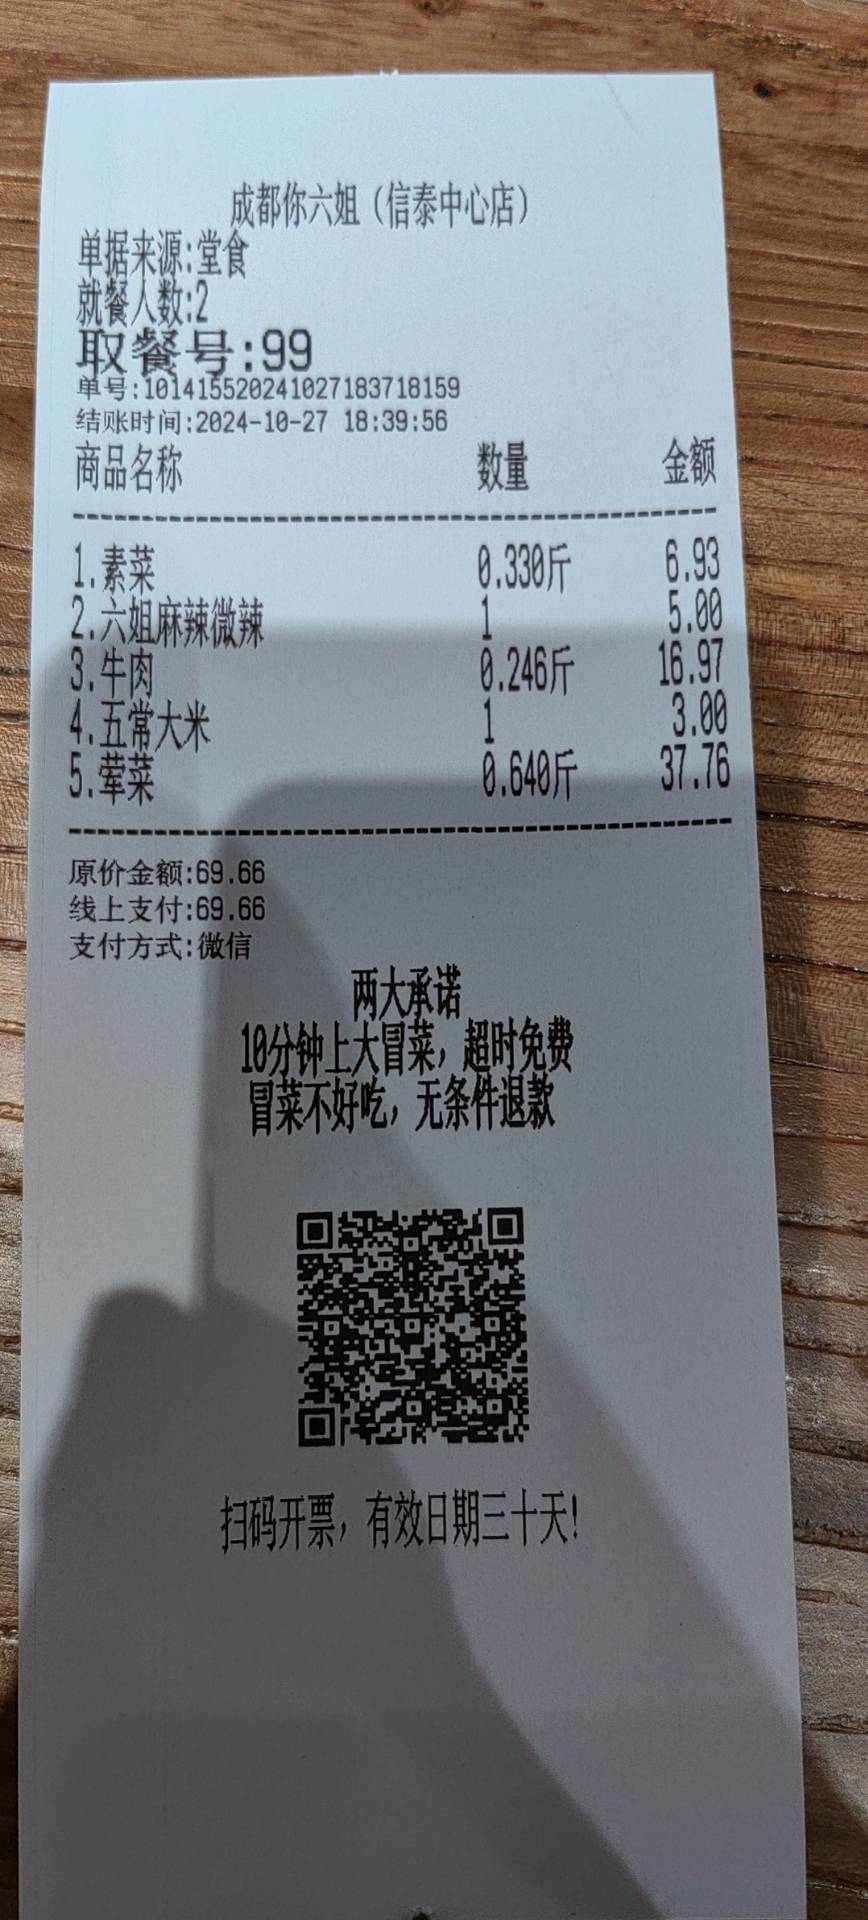 成都你六姐（信泰中心店）
单据来源:堂食
就餐人数:2
取餐号:99
单号:101415520241027183718159
结账时间:2024-10-27 18:39:56
商品名称 数量 金额
1.素菜 0.330斤 6.93
2.六姐麻辣微辣 1 5.00
3.牛肉 0.246斤 16.97
4.五常大米 1 3.00
5.荤菜 0.640斤 37.76
原价金额:69.66
线上支付:69.66
支付方式:微信
两大承诺
10分钟上大冒菜，超时免费
冒菜不好吃，无条件退款
扫码开票，有效日期三十天!